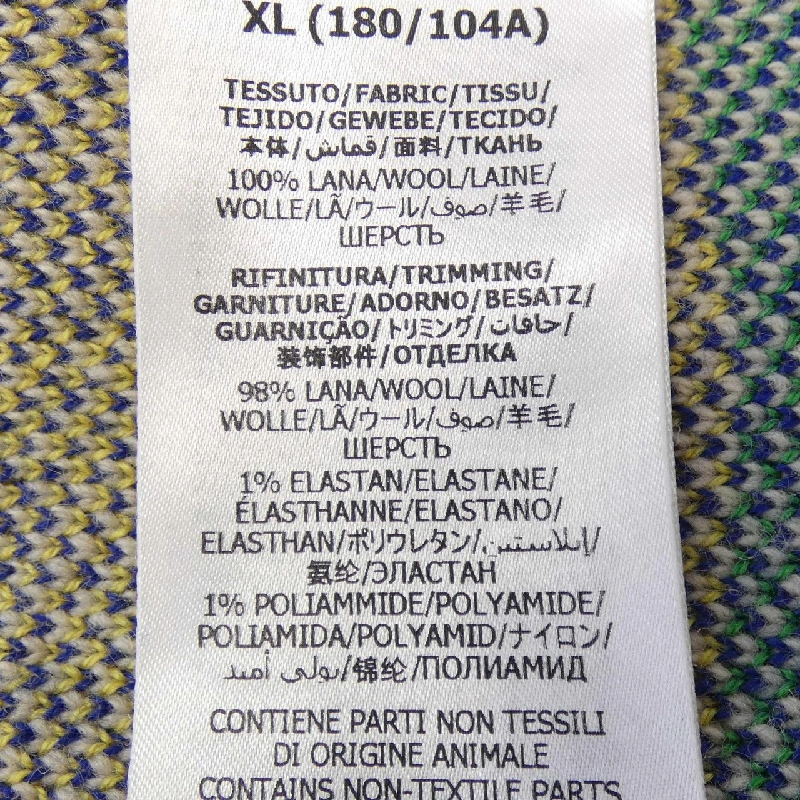 XL (180/104A)
TESSUTO/FABRIC/TISSU/
TEJIDO/GEWEBE/TECIDO/
本体/قماش/面料/ТКАНЬ
100% LANA/WOOL/LAINE/
WOLLE/LÃ/ウール/صوف/羊毛/
ШЕРСТЬ
RIFINITURA/TRIMMING/
GARNITURE/ADORNO/BESATZ/
GUARNIÇÃO/トリミング/حافات/
装饰部件/ОТДЕЛКА
98% LANA/WOOL/LAINE/
WOLLE/LÃ/ウール/صوف/羊毛/
ШЕРСТЬ
1% ELASTAN/ELASTANE/
ÉLASTHANNE/ELASTANO/
ELASTHAN/ポリウレタン/إيلاستين/
氨纶/ЭЛАСТАН
1% POLIAMMIDE/POLYAMIDE/
POLIAMIDA/POLYAMID/ナイロン/
بولي أميد/锦纶/ПОЛИАМИД
CONTIENE PARTI NON TESSILI
DI ORIGINE ANIMALE
CONTAINS NON-TEXTILE PARTS